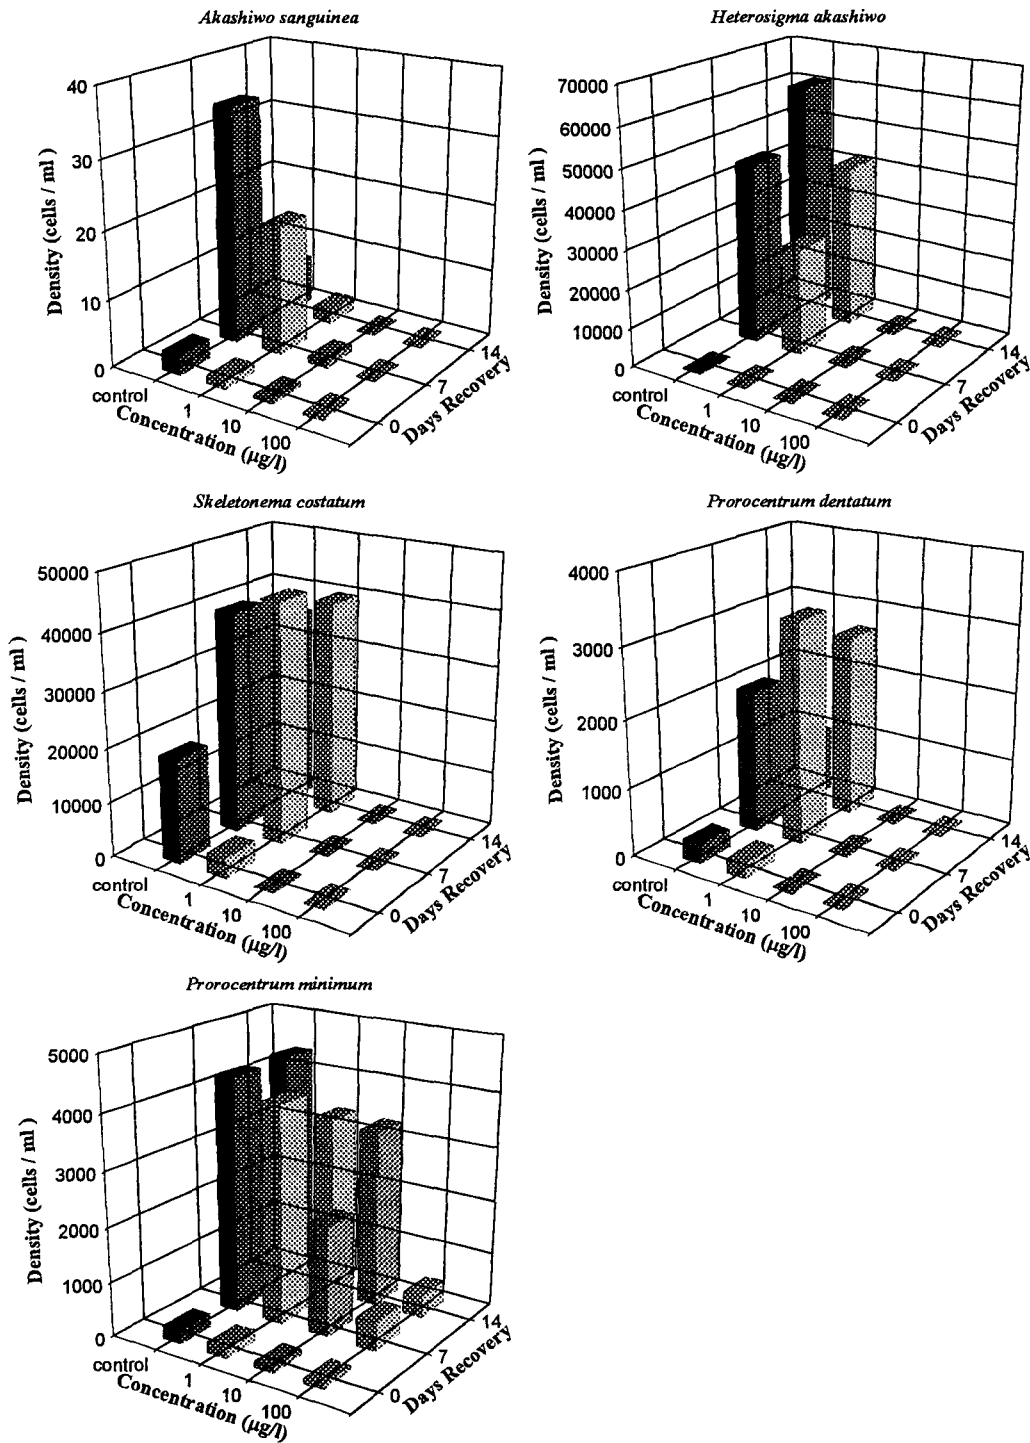 Akashiwo sanguinea
40
30
20
10
0
Density (cells / ml )
control
1
10
100
Concentration (µg/l)
0
7
14
Days Recovery
Heterosigma akashiwo
70000
60000
50000
40000
30000
20000
10000
0
Density (cells / ml )
control
1
10
100
Concentration (µg/l)
0
7
14
Days Recovery
Skeletonema costatum
50000
40000
30000
20000
10000
0
Density (cells / ml )
control
1
10
100
Concentration (µg/l)
0
7
14
Days Recovery
Prorocentrum dentatum
4000
3000
2000
1000
0
Density (cells / ml )
control
1
10
100
Concentration (µg/l)
0
7
14
Days Recovery
Prorocentrum minimum
5000
4000
3000
2000
1000
0
Density (cells / ml )
control
1
10
100
Concentration (µg/l)
0
7
14
Days Recovery